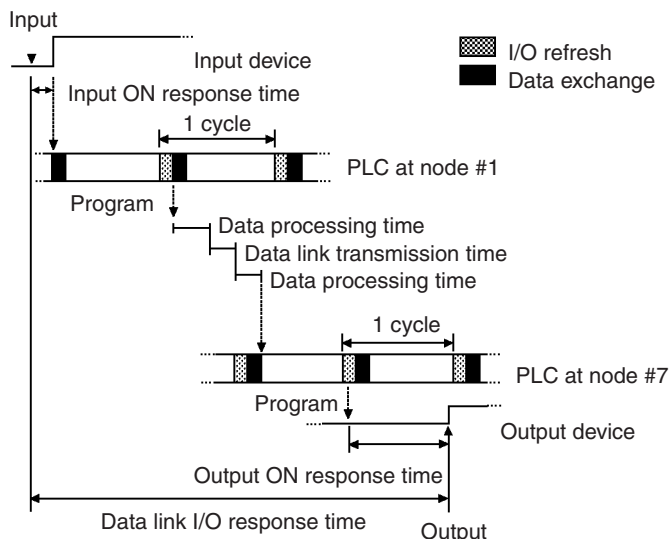 Input
Input device
I/O refresh
Data exchange
Input ON response time
1 cycle
PLC at node #1
Program
Data processing time
Data link transmission time
Data processing time
1 cycle
PLC at node #7
Program
Output device
Output ON response time
Data link I/O response time
Output